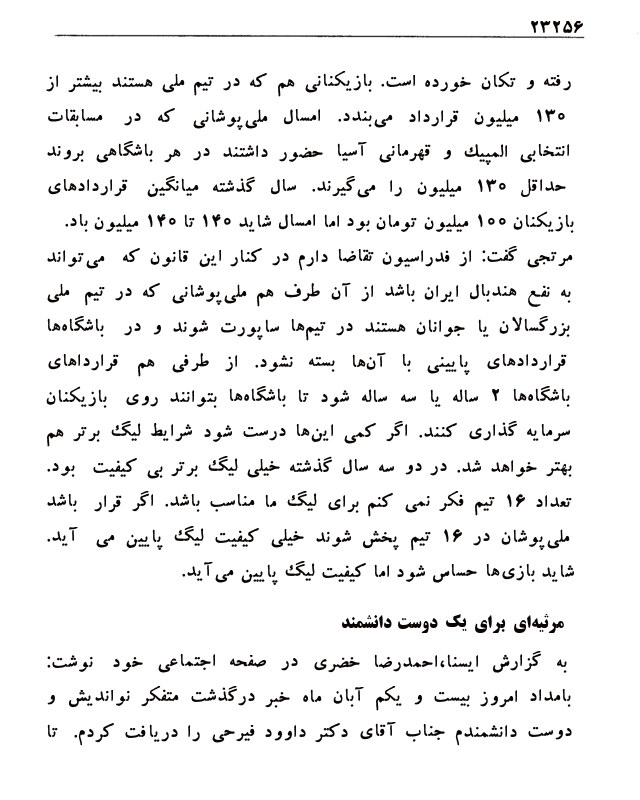 ۲۳۲۵۶
رفته و تکان خورده است. بازیکنانی هم که در تیم ملی هستند بیشتر از
۱۳۰ میلیون قرارداد می‌بندد. امسال ملی‌پوشانی که در مسابقات
انتخابی المپیک و قهرمانی آسیا حضور داشتند در هر باشگاهی بروند
حداقل ۱۳۰ میلیون را می‌گیرند. سال گذشته میانگین قراردادهای
بازیکنان ۱۰۰ میلیون تومان بود اما امسال شاید ۱۴۰ تا ۱۴۰ میلیون باد.
مرتجی گفت: از فدراسیون تقاضا دارم در کنار این قانون که می‌تواند
به نفع هندبال ایران باشد از آن طرف هم ملی‌پوشانی که در تیم ملی
بزرگسالان یا جوانان هستند در تیم‌ها ساپورت شوند و در باشگاه‌ها
قراردادهای پایینی با آن‌ها بسته نشود. از طرفی هم قرارداهای
باشگاه‌ها ۲ ساله یا سه ساله شود تا باشگاه‌ها بتوانند روی بازیکنان
سرمایه گذاری کنند. اگر کمی این‌ها درست شود شرایط لیگ برتر هم
بهتر خواهد شد. در دو سه سال گذشته خیلی لیگ برتر بی کیفیت بود.
تعداد ۱۶ تیم فکر نمی کنم برای لیگ ما مناسب باشد. اگر قرار باشد
ملی‌پوشان در ۱۶ تیم پخش شوند خیلی کیفیت لیگ پایین می آید.
شاید بازی‌ها حساس شود اما کیفیت لیگ پایین می‌آید.
مرثیه‌ای برای یک دوست دانشمند
به گزارش ایسنا،احمدرضا خضری در صفحه اجتماعی خود نوشت:
بامداد امروز بیست و یکم آبان ماه خبر درگذشت متفکر نواندیش و
دوست دانشمندم جناب آقای دکتر داوود فیرحی را دریافت کردم. تا